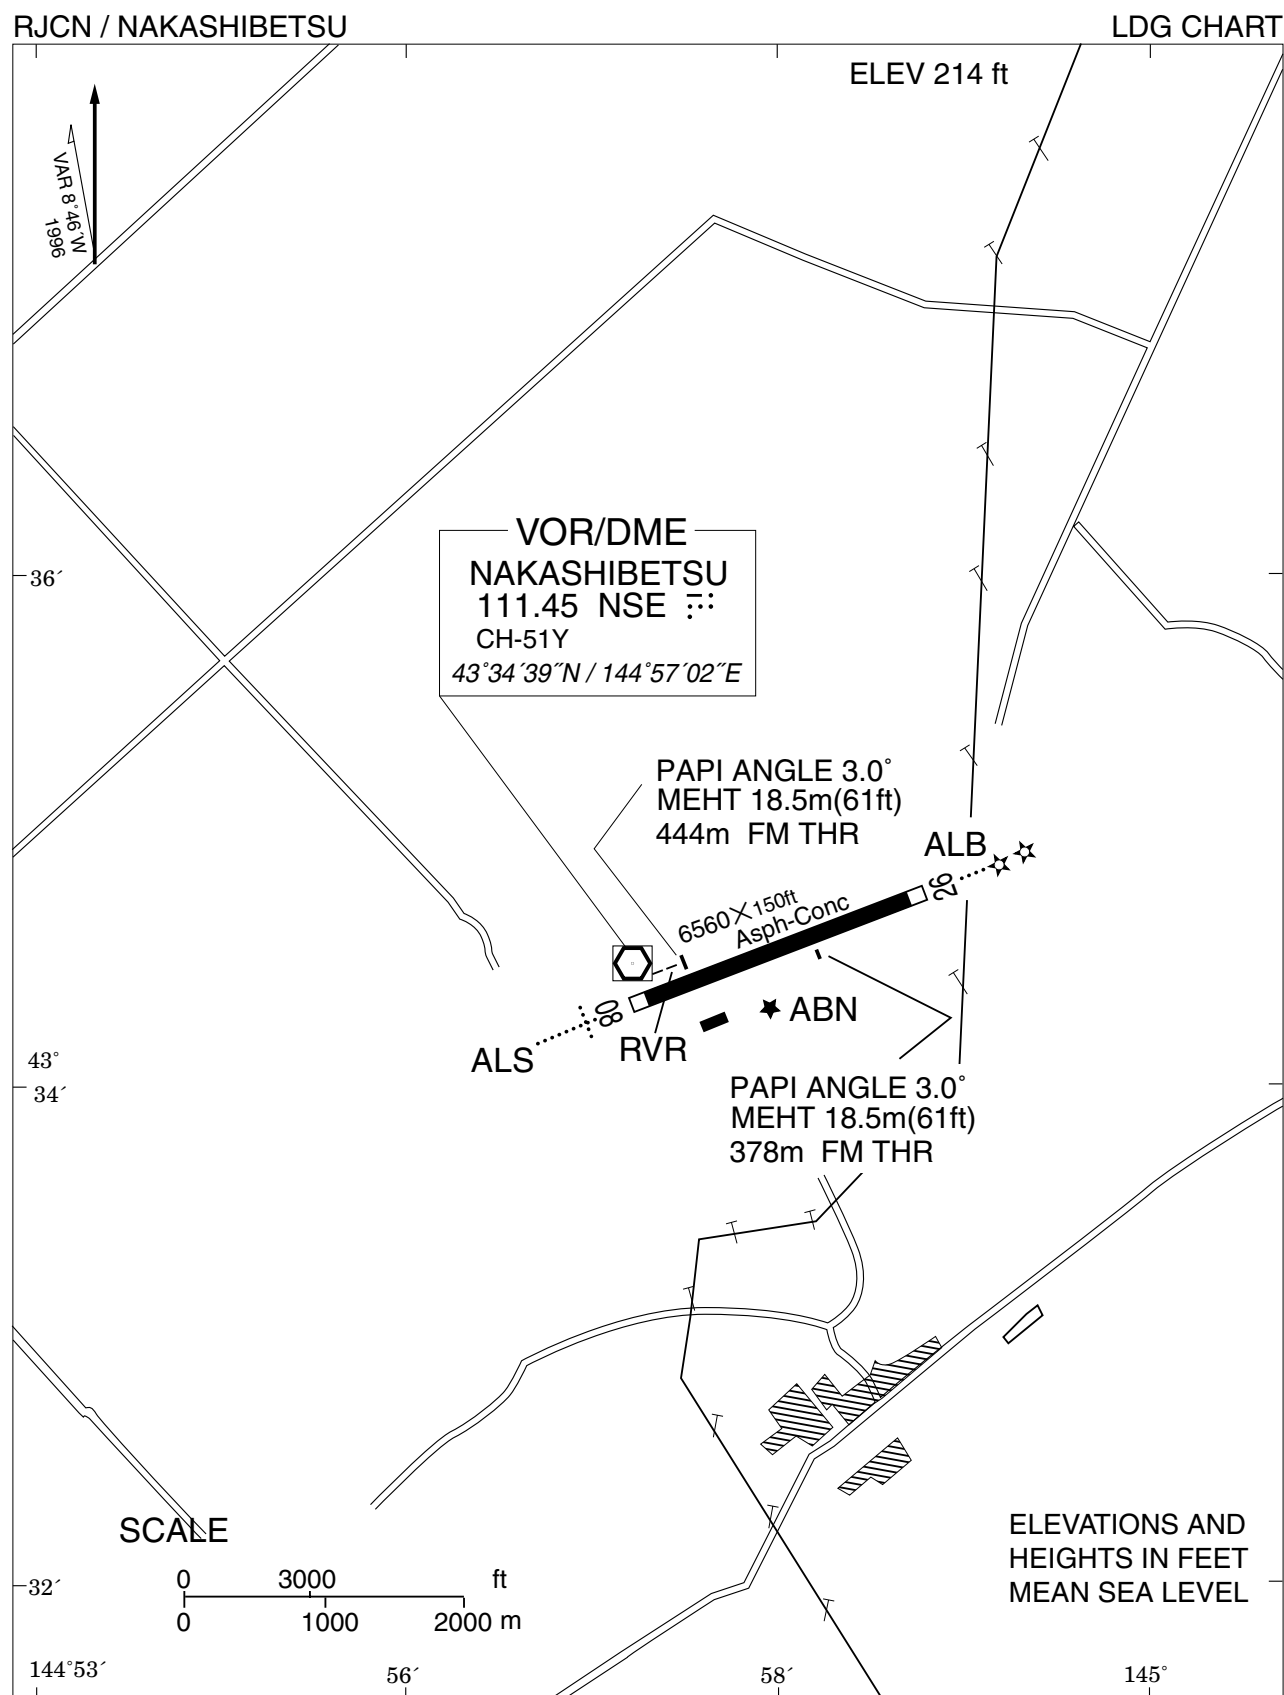 RJCN / NAKASHIBETSU
LDG CHART
ELEV 214 ft
VAR 8°46′W
1996
VOR/DME
NAKASHIBETSU
111.45 NSE
CH-51Y
43°34′39″N / 144°57′02″E
36′
PAPI ANGLE 3.0°
MEHT 18.5m(61ft)
444m FM THR
ALB
26
6560×150ft
Asph-Conc
08
ABN
RVR
ALS
43°
34′
PAPI ANGLE 3.0°
MEHT 18.5m(61ft)
378m FM THR
SCALE
0 3000 ft
0 1000 2000 m
ELEVATIONS AND
HEIGHTS IN FEET
MEAN SEA LEVEL
32′
144°53′
56′
58′
145°